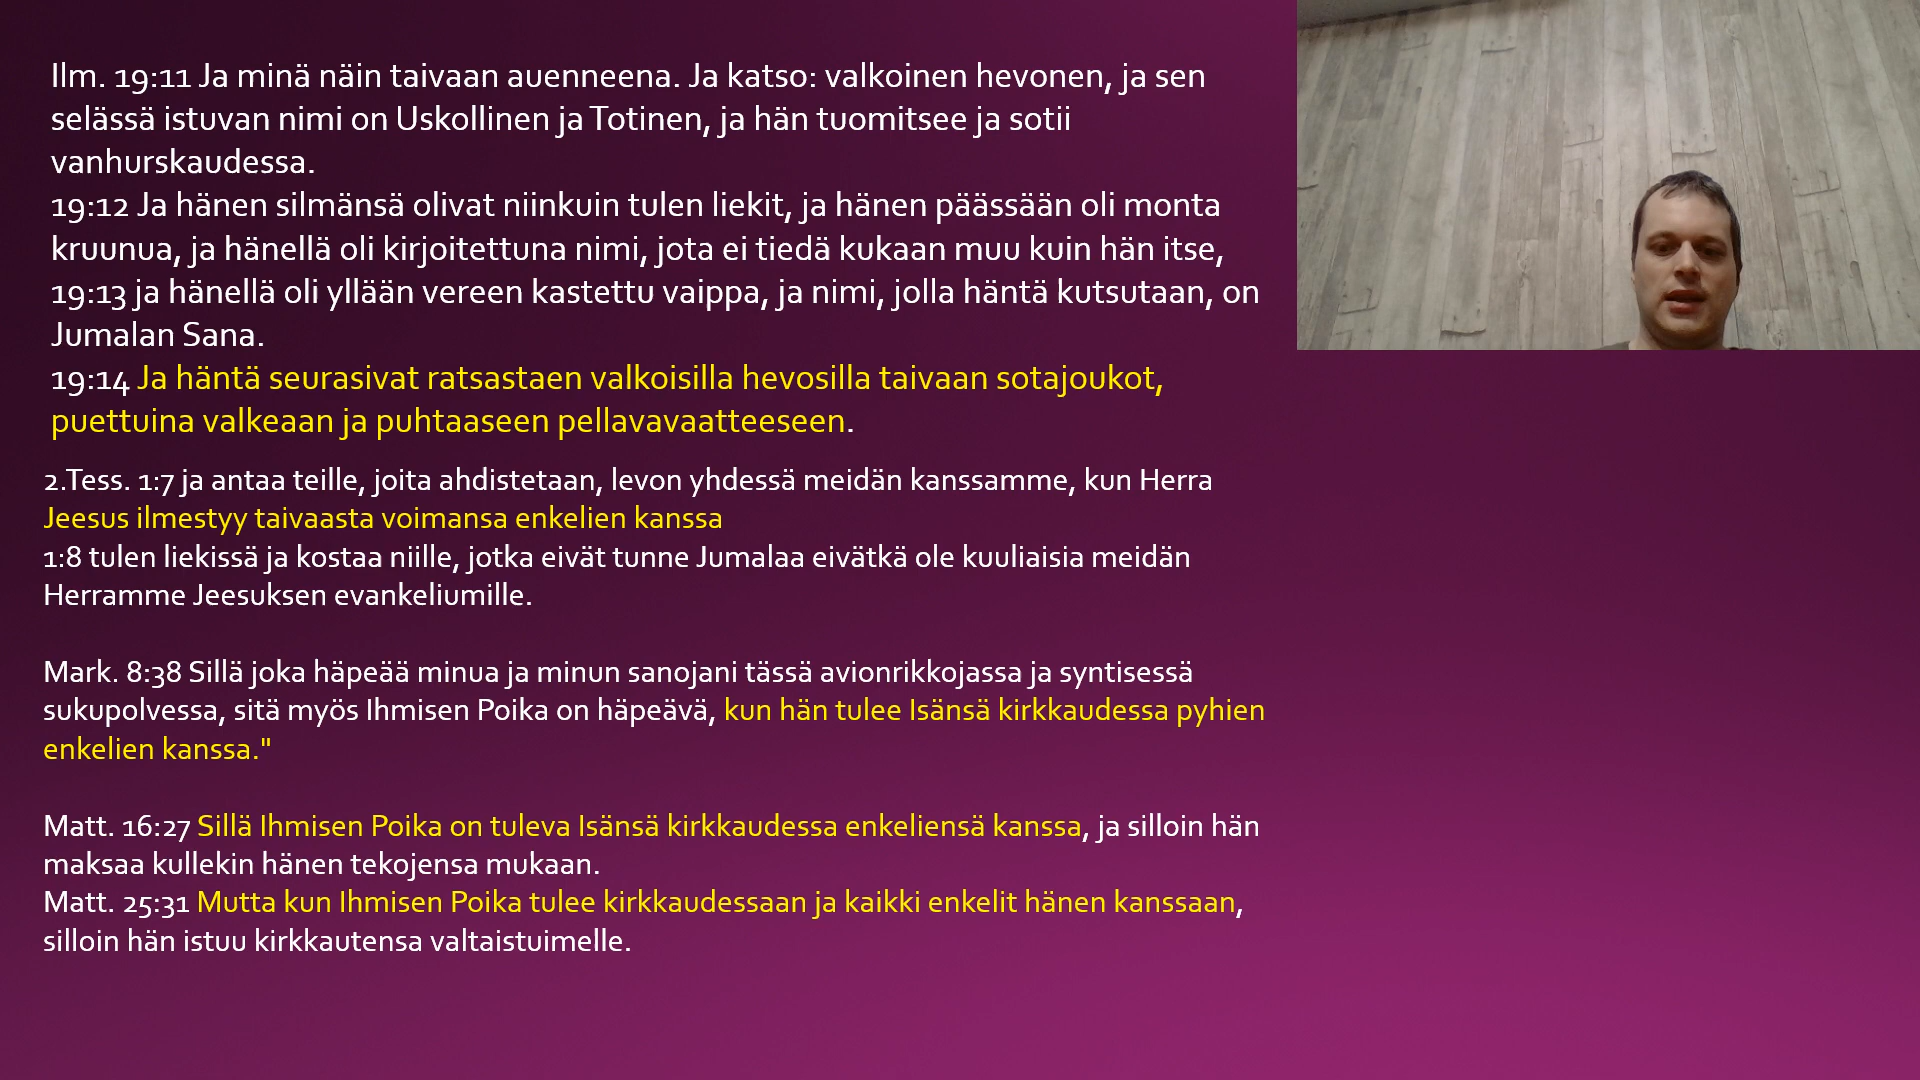 Ilm. 19:11 Ja minä näin taivaan auenneena. Ja katso: valkoinen hevonen, ja sen
selässä istuvan nimi on Uskollinen ja Totinen, ja hän tuomitsee ja sotii
vanhurskaudessa.
19:12 Ja hänen silmänsä olivat niinkuin tulen liekit, ja hänen päässään oli monta
kruunua, ja hänellä oli kirjoitettuna nimi, jota ei tiedä kukaan muu kuin hän itse,
19:13 ja hänellä oli yllään vereen kastettu vaippa, ja nimi, jolla häntä kutsutaan, on
Jumalan Sana.
19:14 Ja häntä seurasivat ratsastaen valkoisilla hevosilla taivaan sotajoukot,
puettuina valkeaan ja puhtaaseen pellavavaatteeseen.
2.Tess. 1:7 ja antaa teille, joita ahdistetaan, levon yhdessä meidän kanssamme, kun Herra
Jeesus ilmestyy taivaasta voimansa enkelien kanssa
1:8 tulen liekissä ja kostaa niille, jotka eivät tunne Jumalaa eivätkä ole kuuliaisia meidän
Herramme Jeesuksen evankeliumille.
Mark. 8:38 Sillä joka häpeää minua ja minun sanojani tässä avionrikkojassa ja syntisessä
sukupolvessa, sitä myös Ihmisen Poika on häpeävä, kun hän tulee Isänsä kirkkaudessa pyhien
enkelien kanssa."
Matt. 16:27 Sillä Ihmisen Poika on tuleva Isänsä kirkkaudessa enkeliensä kanssa, ja silloin hän
maksaa kullekin hänen tekojensa mukaan.
Matt. 25:31 Mutta kun Ihmisen Poika tulee kirkkaudessaan ja kaikki enkelit hänen kanssaan,
silloin hän istuu kirkkautensa valtaistuimelle.